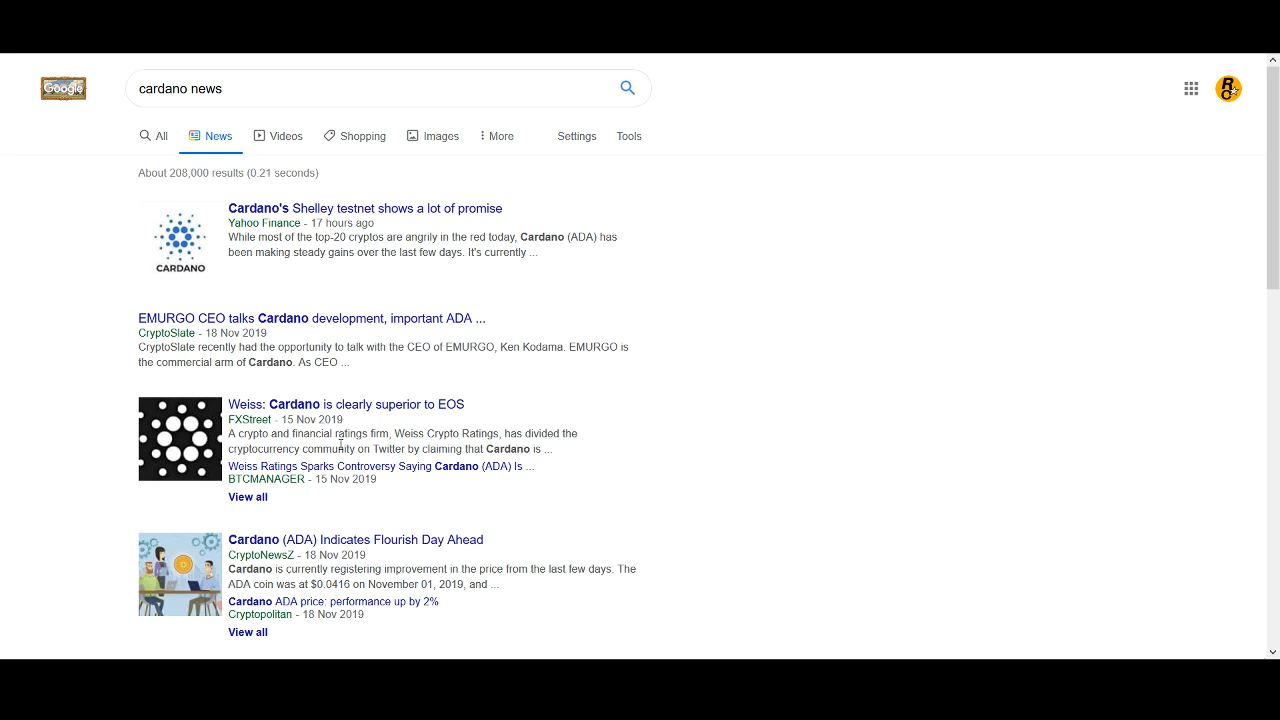 Google
cardano news
All
News
Videos
Shopping
Images
More
Settings
Tools
About 208,000 results (0.21 seconds)
Cardano's Shelley testnet shows a lot of promise
Yahoo Finance - 17 hours ago
While most of the top-20 cryptos are angrily in the red today, Cardano (ADA) has
been making steady gains over the last few days. It's currently ...
CARDANO
EMURGO CEO talks Cardano development, important ADA ...
CryptoSlate - 18 Nov 2019
CryptoSlate recently had the opportunity to talk with the CEO of EMURGO, Ken Kodama. EMURGO is
the commercial arm of Cardano. As CEO ...
Weiss: Cardano is clearly superior to EOS
FXStreet - 15 Nov 2019
A crypto and financial ratings firm, Weiss Crypto Ratings, has divided the
cryptocurrency community on Twitter by claiming that Cardano is ...
Weiss Ratings Sparks Controversy Saying Cardano (ADA) Is ...
BTCMANAGER - 15 Nov 2019
View all
Cardano (ADA) Indicates Flourish Day Ahead
CryptoNewsZ - 18 Nov 2019
Cardano is currently registering improvement in the price from the last few days. The
ADA coin was at $0.0416 on November 01, 2019, and ...
Cardano ADA price: performance up by 2%
Cryptopolitan - 18 Nov 2019
View all